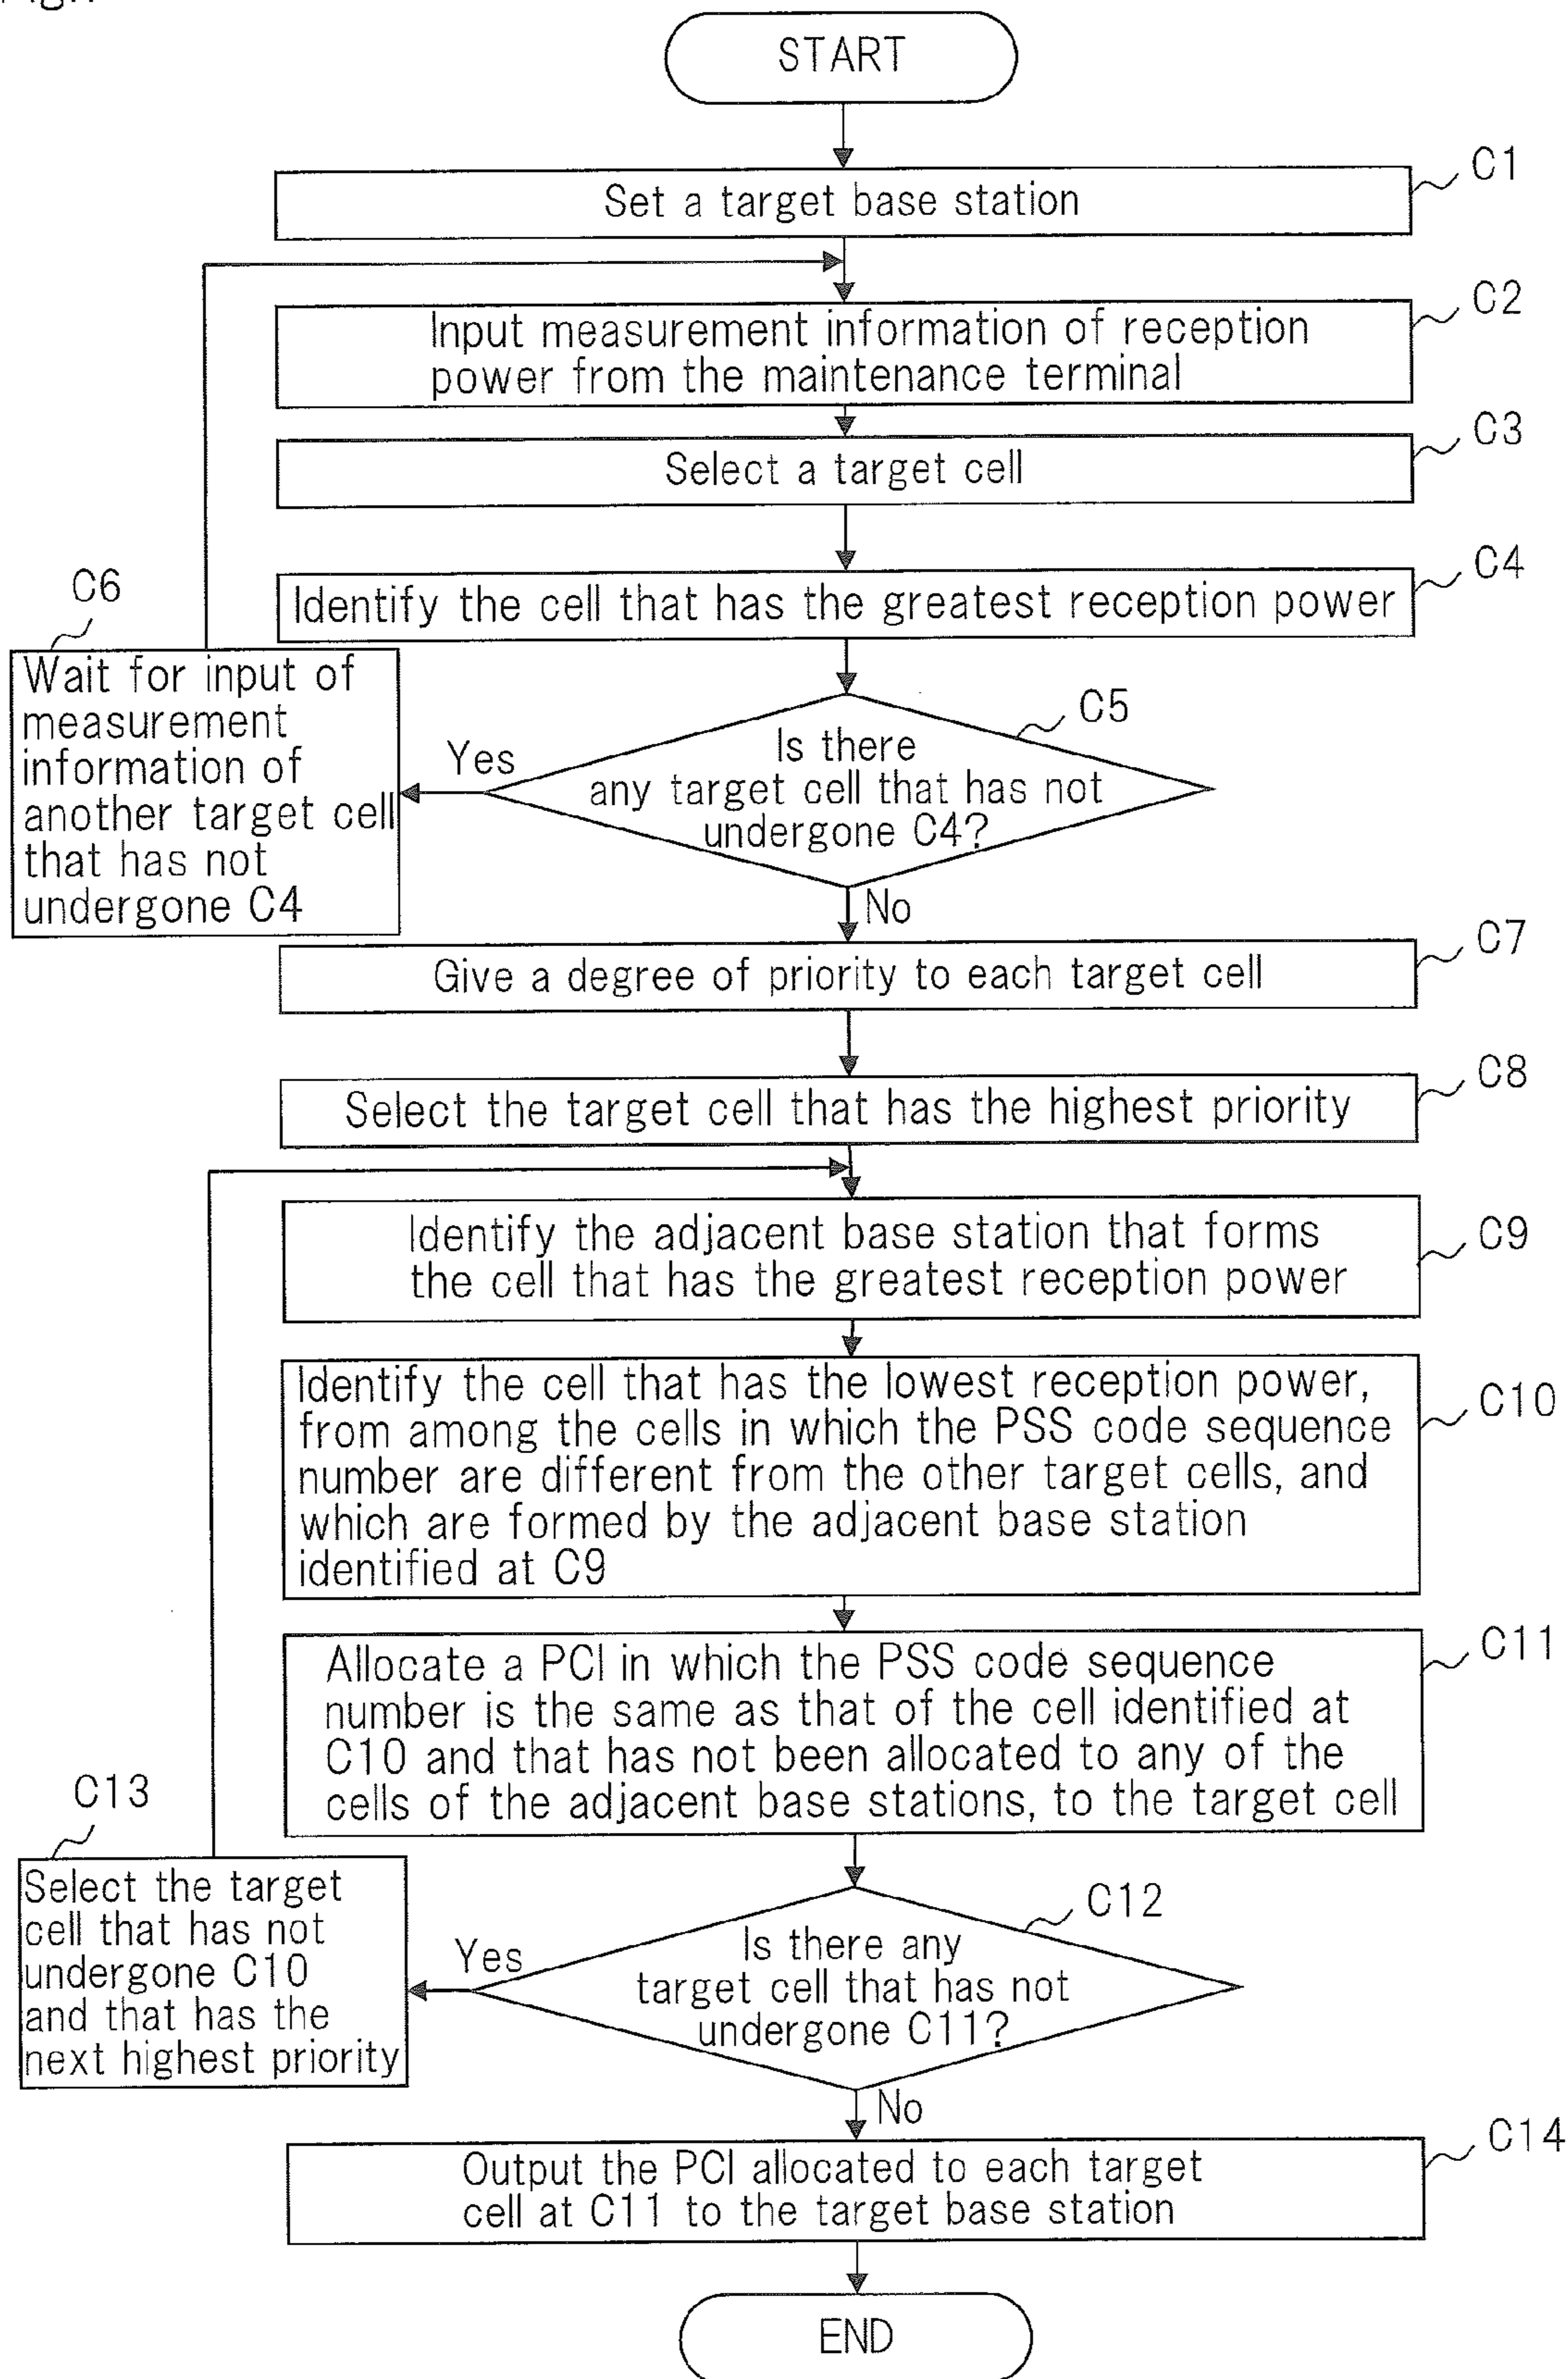 START
C1
Set a target base station
C2
Input measurement information of reception
power from the maintenance terminal
C3
Select a target cell
C4
Identify the cell that has the greatest reception power
C6
Wait for input of
measurement
information of
another target cell
that has not
undergone C4
Yes
C5
Is there
any target cell that has not
undergone C4?
No
C7
Give a degree of priority to each target cell
C8
Select the target cell that has the highest priority
C9
Identify the adjacent base station that forms
the cell that has the greatest reception power
C10
Identify the cell that has the lowest reception power,
from among the cells in which the PSS code sequence
number are different from the other target cells, and
which are formed by the adjacent base station
identified at C9
C11
Allocate a PCI in which the PSS code sequence
number is the same as that of the cell identified at
C10 and that has not been allocated to any of the
cells of the adjacent base stations, to the target cell
C13
Select the target
cell that has not
undergone C10
and that has the
next highest priority
Yes
C12
Is there any
target cell that has not
undergone C11?
No
C14
Output the PCI allocated to each target
cell at C11 to the target base station
END